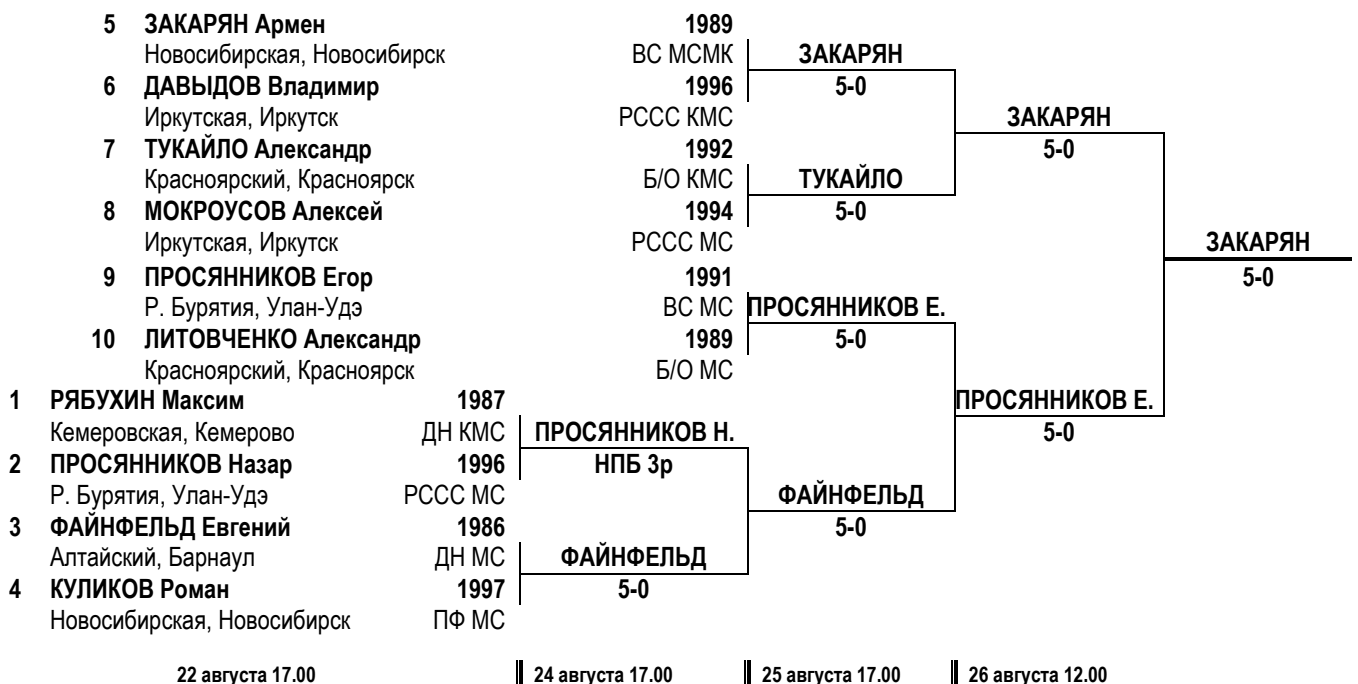 5 ЗАКАРЯН Армен 1989
Новосибирская, Новосибирск ВС МСМК ЗАКАРЯН
6 ДАВЫДОВ Владимир 1996 5-0
Иркутская, Иркутск РССС КМС ЗАКАРЯН
7 ТУКАЙЛО Александр 1992 5-0
Красноярский, Красноярск Б/О КМС ТУКАЙЛО
8 МОКРОУСОВ Алексей 1994 5-0
Иркутская, Иркутск РССС МС ЗАКАРЯН
9 ПРОСЯННИКОВ Егор 1991 5-0
Р. Бурятия, Улан-Удэ ВС МС ПРОСЯННИКОВ Е.
10 ЛИТОВЧЕНКО Александр 1989 5-0
Красноярский, Красноярск Б/О МС
1 РЯБУХИН Максим 1987 ПРОСЯННИКОВ Е.
Кемеровская, Кемерово ДН КМС ПРОСЯННИКОВ Н. 5-0
2 ПРОСЯННИКОВ Назар 1996 НПБ 3р
Р. Бурятия, Улан-Удэ РССС МС ФАЙНФЕЛЬД
3 ФАЙНФЕЛЬД Евгений 1986 5-0
Алтайский, Барнаул ДН МС ФАЙНФЕЛЬД
4 КУЛИКОВ Роман 1997 5-0
Новосибирская, Новосибирск ПФ МС
22 августа 17.00 24 августа 17.00 25 августа 17.00 26 августа 12.00